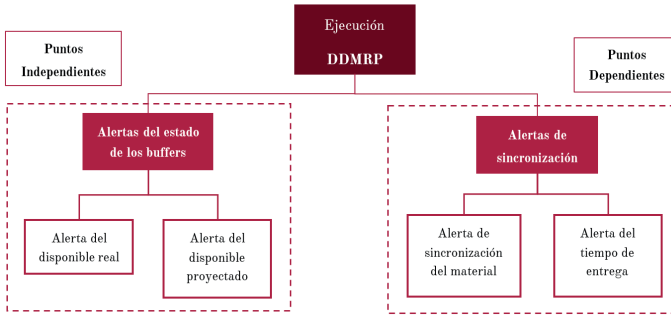 Ejecución
DDMRP
Puntos
Independientes
Puntos
Dependientes
Alertas del estado
de los buffers
Alertas de
sincronización
Alerta del
disponible real
Alerta del
disponible
proyectado
Alerta de
sincronización
del material
Alerta del
tiempo de
entrega